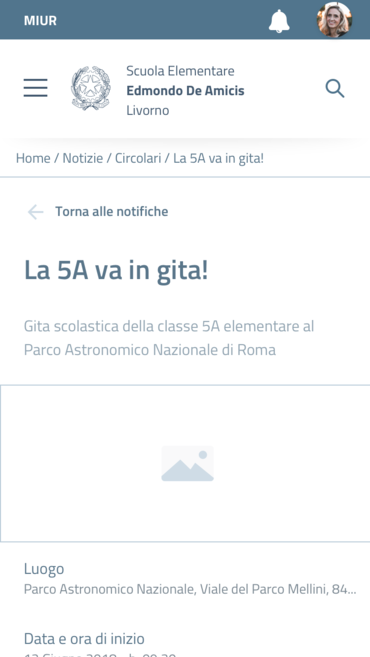 MIUR
Scuola Elementare
Edmondo De Amicis
Livorno
Home / Notizie / Circolari / La 5A va in gita!
Torna alle notifiche
La 5A va in gita!
Gita scolastica della classe 5A elementare al
Parco Astronomico Nazionale di Roma
Luogo
Parco Astronomico Nazionale, Viale del Parco Mellini, 84...
Data e ora di inizio